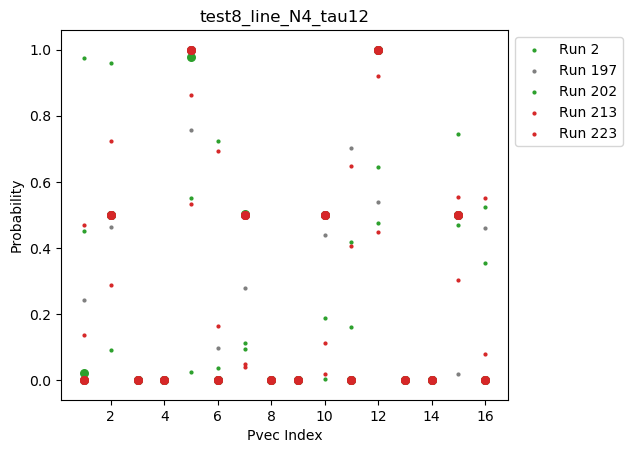 test8_line_N4_tau12
Probability
1.0
0.8
0.6
0.4
0.2
0.0
2 4 6 8 10 12 14 16
Pvec Index
Run 2
Run 197
Run 202
Run 213
Run 223